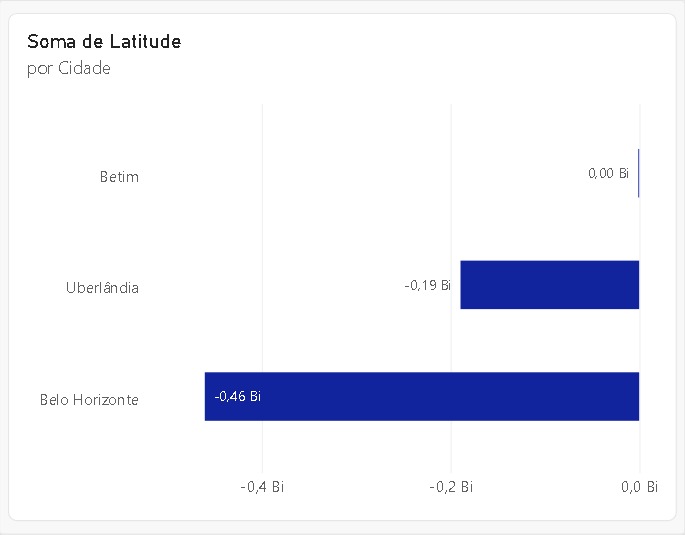 Soma de Latitude
por Cidade
Betim
0,00 Bi
Uberlândia
-0,19 Bi
Belo Horizonte
-0,46 Bi
-0,4 Bi
-0,2 Bi
0,0 Bi